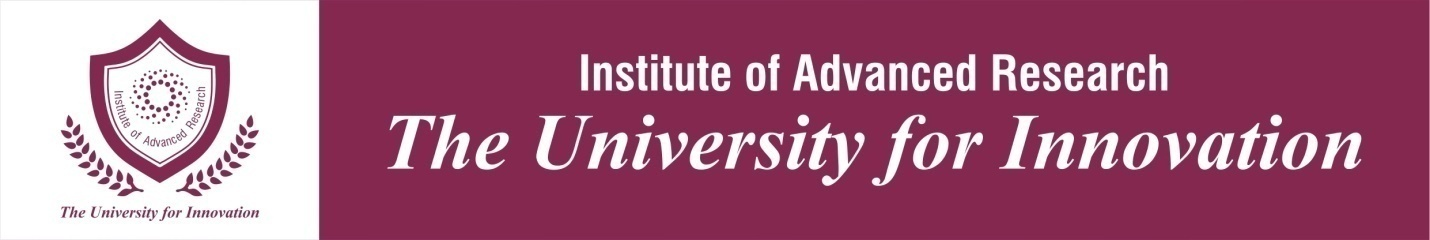 Institute of Advanced Research
The University for Innovation
Institute of Advanced Research
The University for Innovation